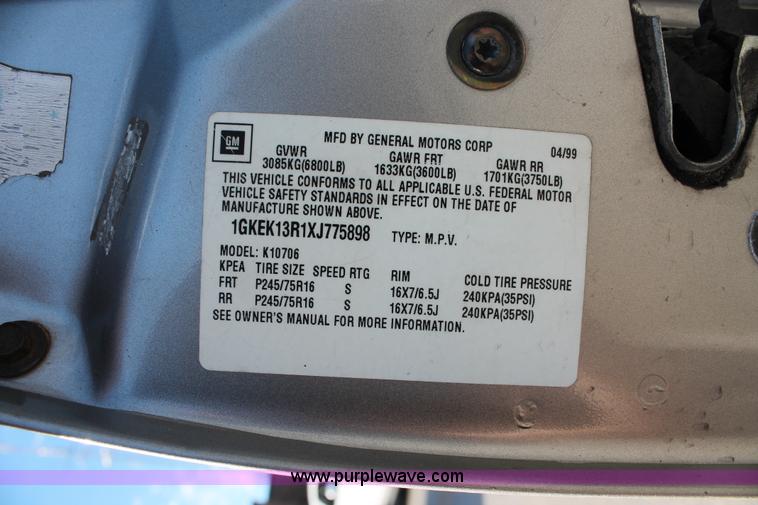 GM
MFD BY GENERAL MOTORS CORP 04/99
GVWR GAWR FRT GAWR RR
3085KG(6800LB) 1633KG(3600LB) 1701KG(3750LB)
THIS VEHICLE CONFORMS TO ALL APPLICABLE U.S. FEDERAL MOTOR
VEHICLE SAFETY STANDARDS IN EFFECT ON THE DATE OF
MANUFACTURE SHOWN ABOVE.
1GKEK13R1XJ775898 TYPE: M.P.V.
MODEL: K10706
KPEA TIRE SIZE SPEED RTG RIM COLD TIRE PRESSURE
FRT P245/75R16 S 16X7/6.5J 240KPA(35PSI)
RR P245/75R16 S 16X7/6.5J 240KPA(35PSI)
SEE OWNER'S MANUAL FOR MORE INFORMATION.
www.purplewave.com